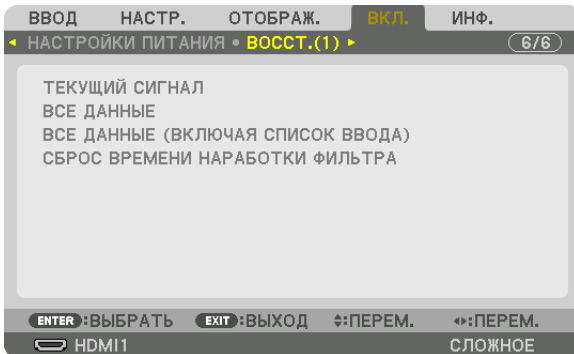 ВВОД НАСТР. ОТОБРАЖ. ВКЛ. ИНФ.
НАСТРОЙКИ ПИТАНИЯ • ВОССТ.(1) 6/6
ТЕКУЩИЙ СИГНАЛ
ВСЕ ДАННЫЕ
ВСЕ ДАННЫЕ (ВКЛЮЧАЯ СПИСОК ВВОДА)
СБРОС ВРЕМЕНИ НАРАБОТКИ ФИЛЬТРА
ENTER :ВЫБРАТЬ EXIT :ВЫХОД :ПЕРЕМ. :ПЕРЕМ.
HDMI1 СЛОЖНОЕ